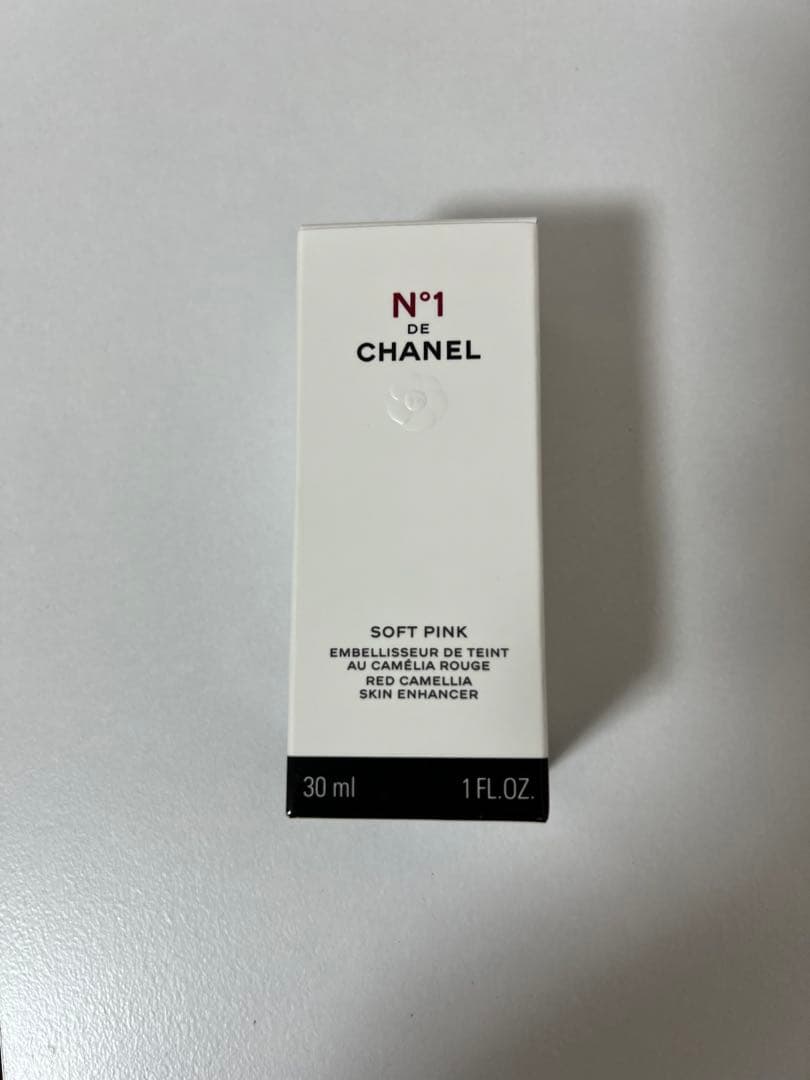 N°1
DE
CHANEL
SOFT PINK
EMBELLISSEUR DE TEINT
AU CAMÉLIA ROUGE
RED CAMELLIA
SKIN ENHANCER
30 ml 1 FL.OZ.